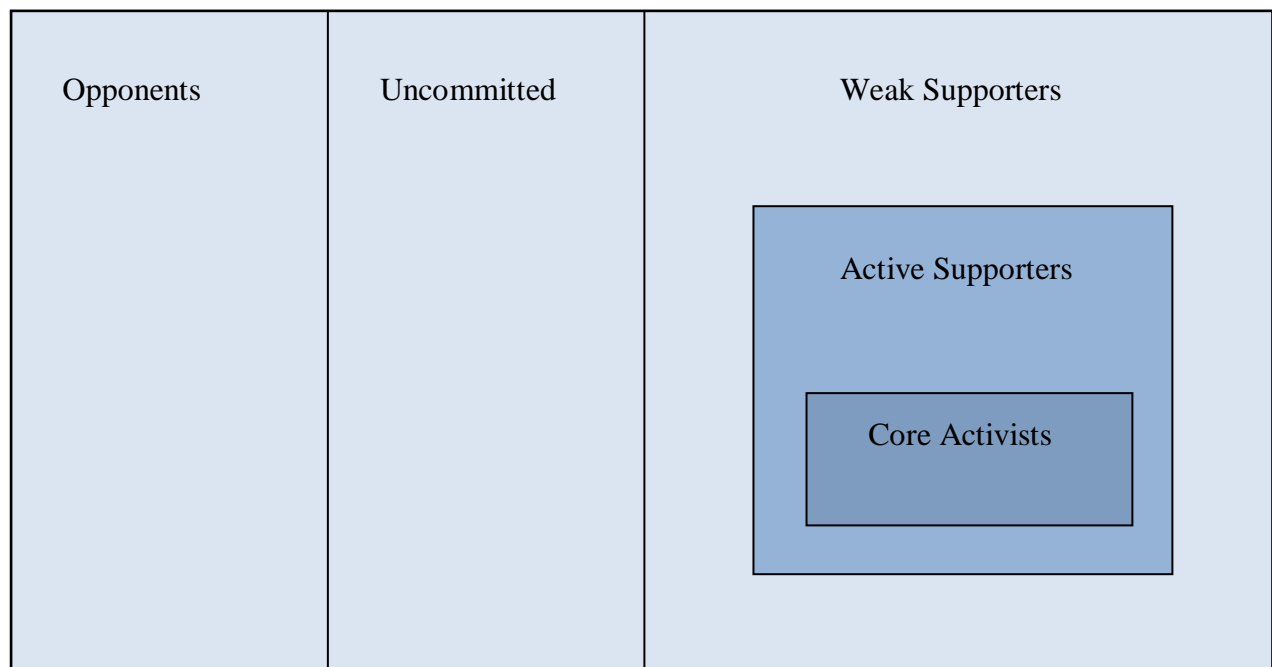 Opponents
Uncommitted
Weak Supporters
Active Supporters
Core Activists